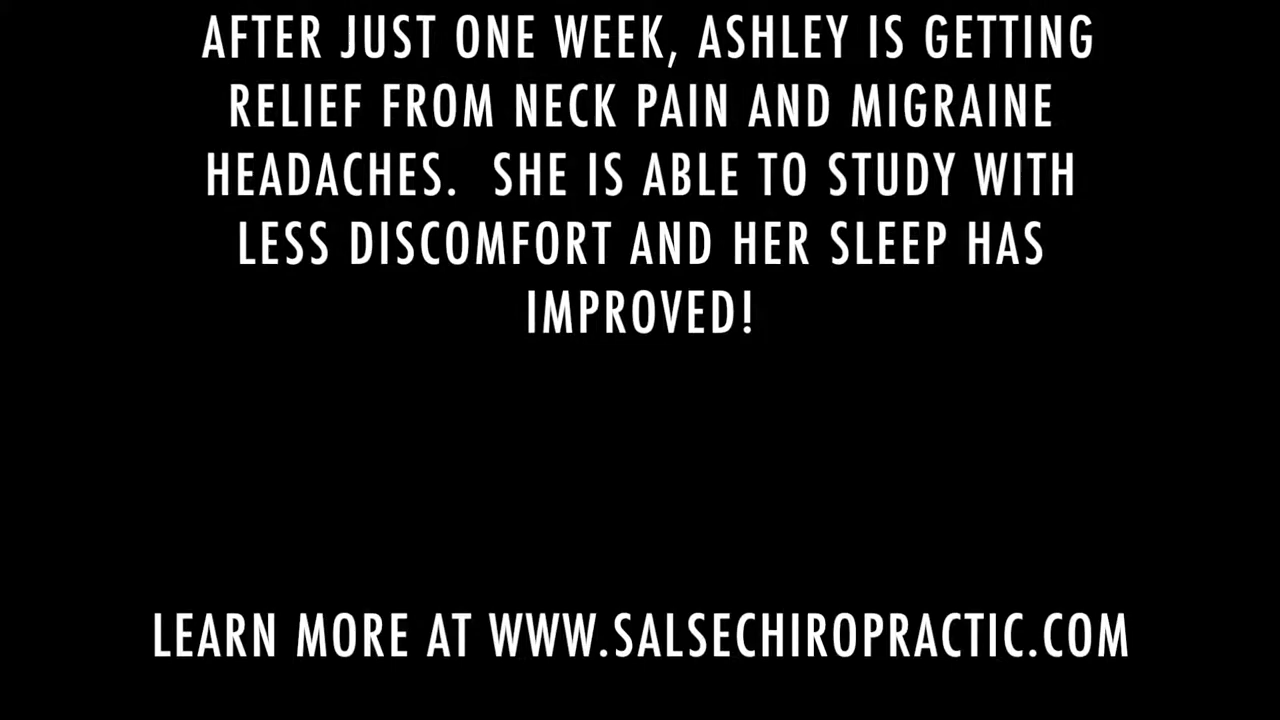 AFTER JUST ONE WEEK, ASHLEY IS GETTING
RELIEF FROM NECK PAIN AND MIGRAINE
HEADACHES.  SHE IS ABLE TO STUDY WITH
LESS DISCOMFORT AND HER SLEEP HAS
IMPROVED!
LEARN MORE AT WWW.SALSECHIROPRACTIC.COM